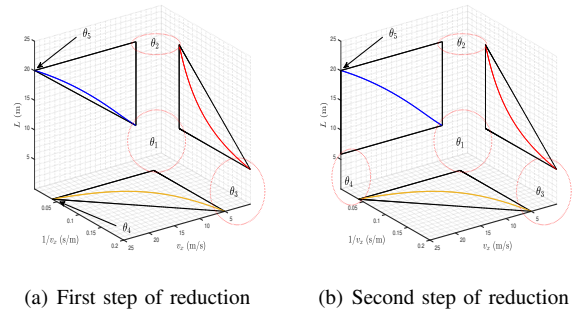 θ5
θ2
θ1
θ3
θ4
L (m)
25
20
15
10
5
0.05
0.1
0.15
0.2
1/vx (s/m)
25
20
15
10
5
vx (m/s)
(a) First step of reduction
θ5
θ2
θ1
θ3
θ4
L (m)
25
20
15
10
5
0.05
0.1
0.15
0.2
1/vx (s/m)
25
20
15
10
5
vx (m/s)
(b) Second step of reduction